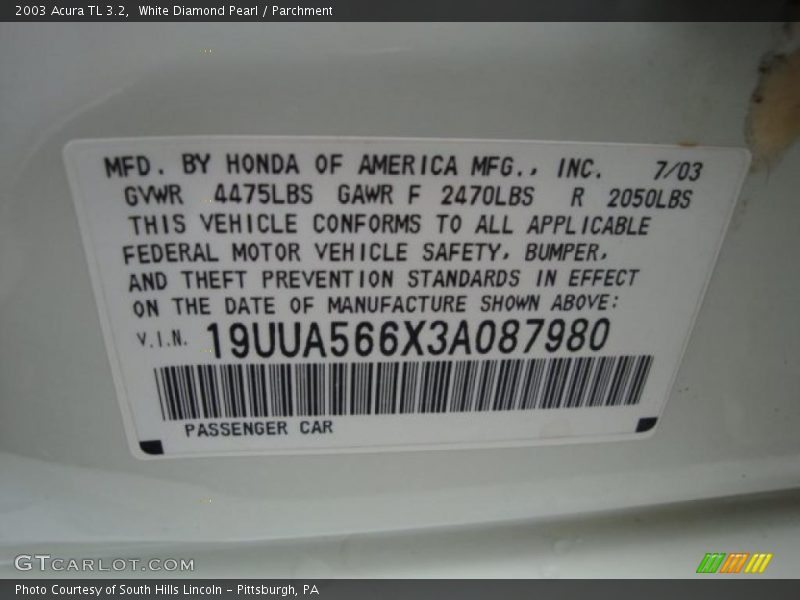 2003 Acura TL 3.2,  White Diamond Pearl / Parchment
MFD. BY HONDA OF AMERICA MFG., INC. 7/03
GVWR 4475LBS GAWR F 2470LBS R 2050LBS
THIS VEHICLE CONFORMS TO ALL APPLICABLE
FEDERAL MOTOR VEHICLE SAFETY, BUMPER,
AND THEFT PREVENTION STANDARDS IN EFFECT
ON THE DATE OF MANUFACTURE SHOWN ABOVE:
V.I.N. 19UUA566X3A087980
PASSENGER CAR
GTCARLOT.COM
Photo Courtesy of South Hills Lincoln - Pittsburgh, PA